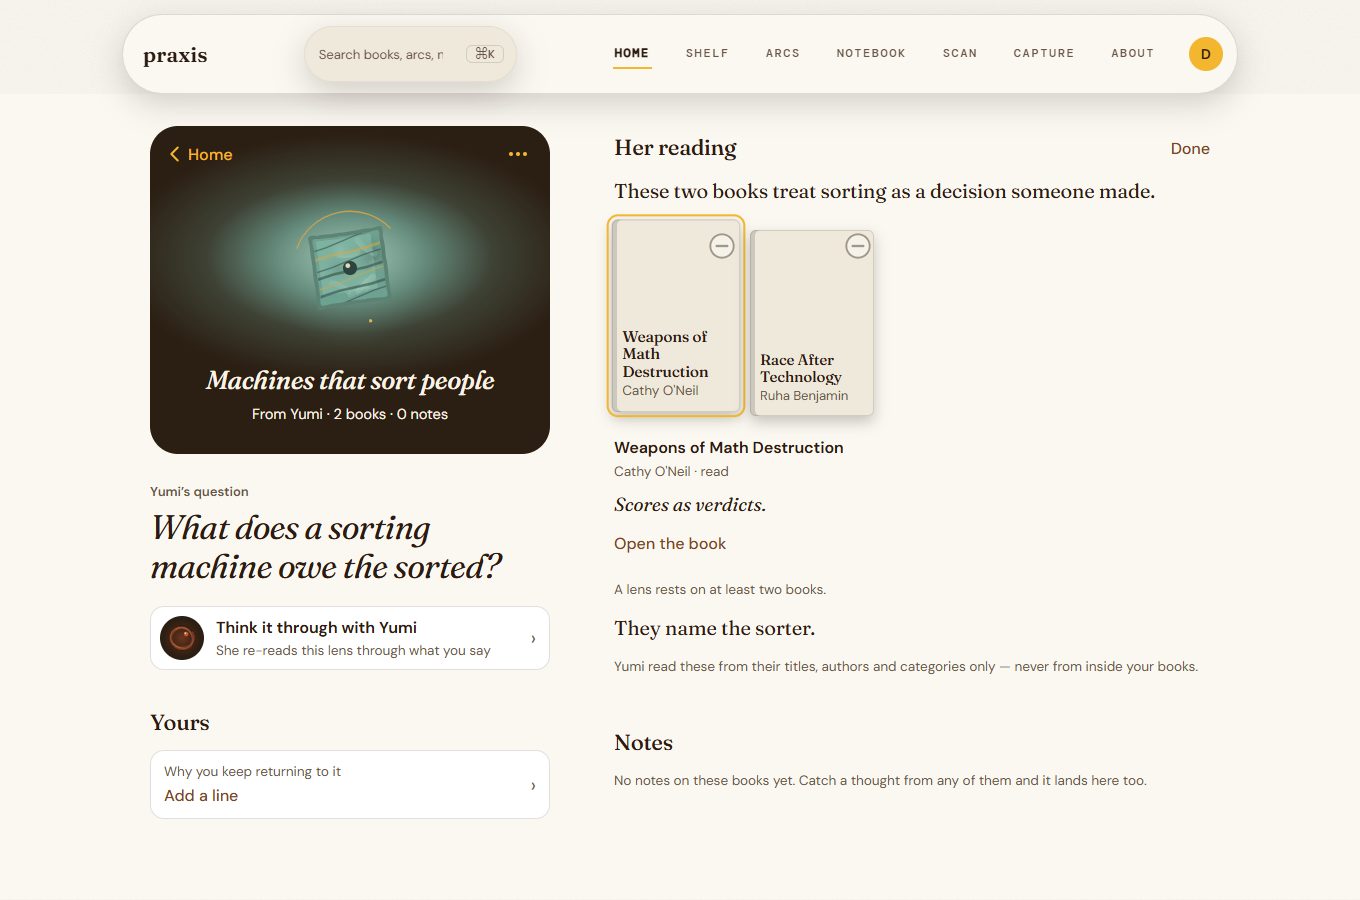 praxis
Search books, arcs, n
⌘K
HOME
SHELF
ARCS
NOTEBOOK
SCAN
CAPTURE
ABOUT
D
Home
Machines that sort people
From Yumi · 2 books · 0 notes
Yumi's question
What does a sorting
machine owe the sorted?
Think it through with Yumi
She re-reads this lens through what you say
Yours
Why you keep returning to it
Add a line
Her reading
Done
These two books treat sorting as a decision someone made.
Weapons of
Math
Destruction
Cathy O'Neil
Race After
Technology
Ruha Benjamin
Weapons of Math Destruction
Cathy O'Neil · read
Scores as verdicts.
Open the book
A lens rests on at least two books.
They name the sorter.
Yumi read these from their titles, authors and categories only — never from inside your books.
Notes
No notes on these books yet. Catch a thought from any of them and it lands here too.